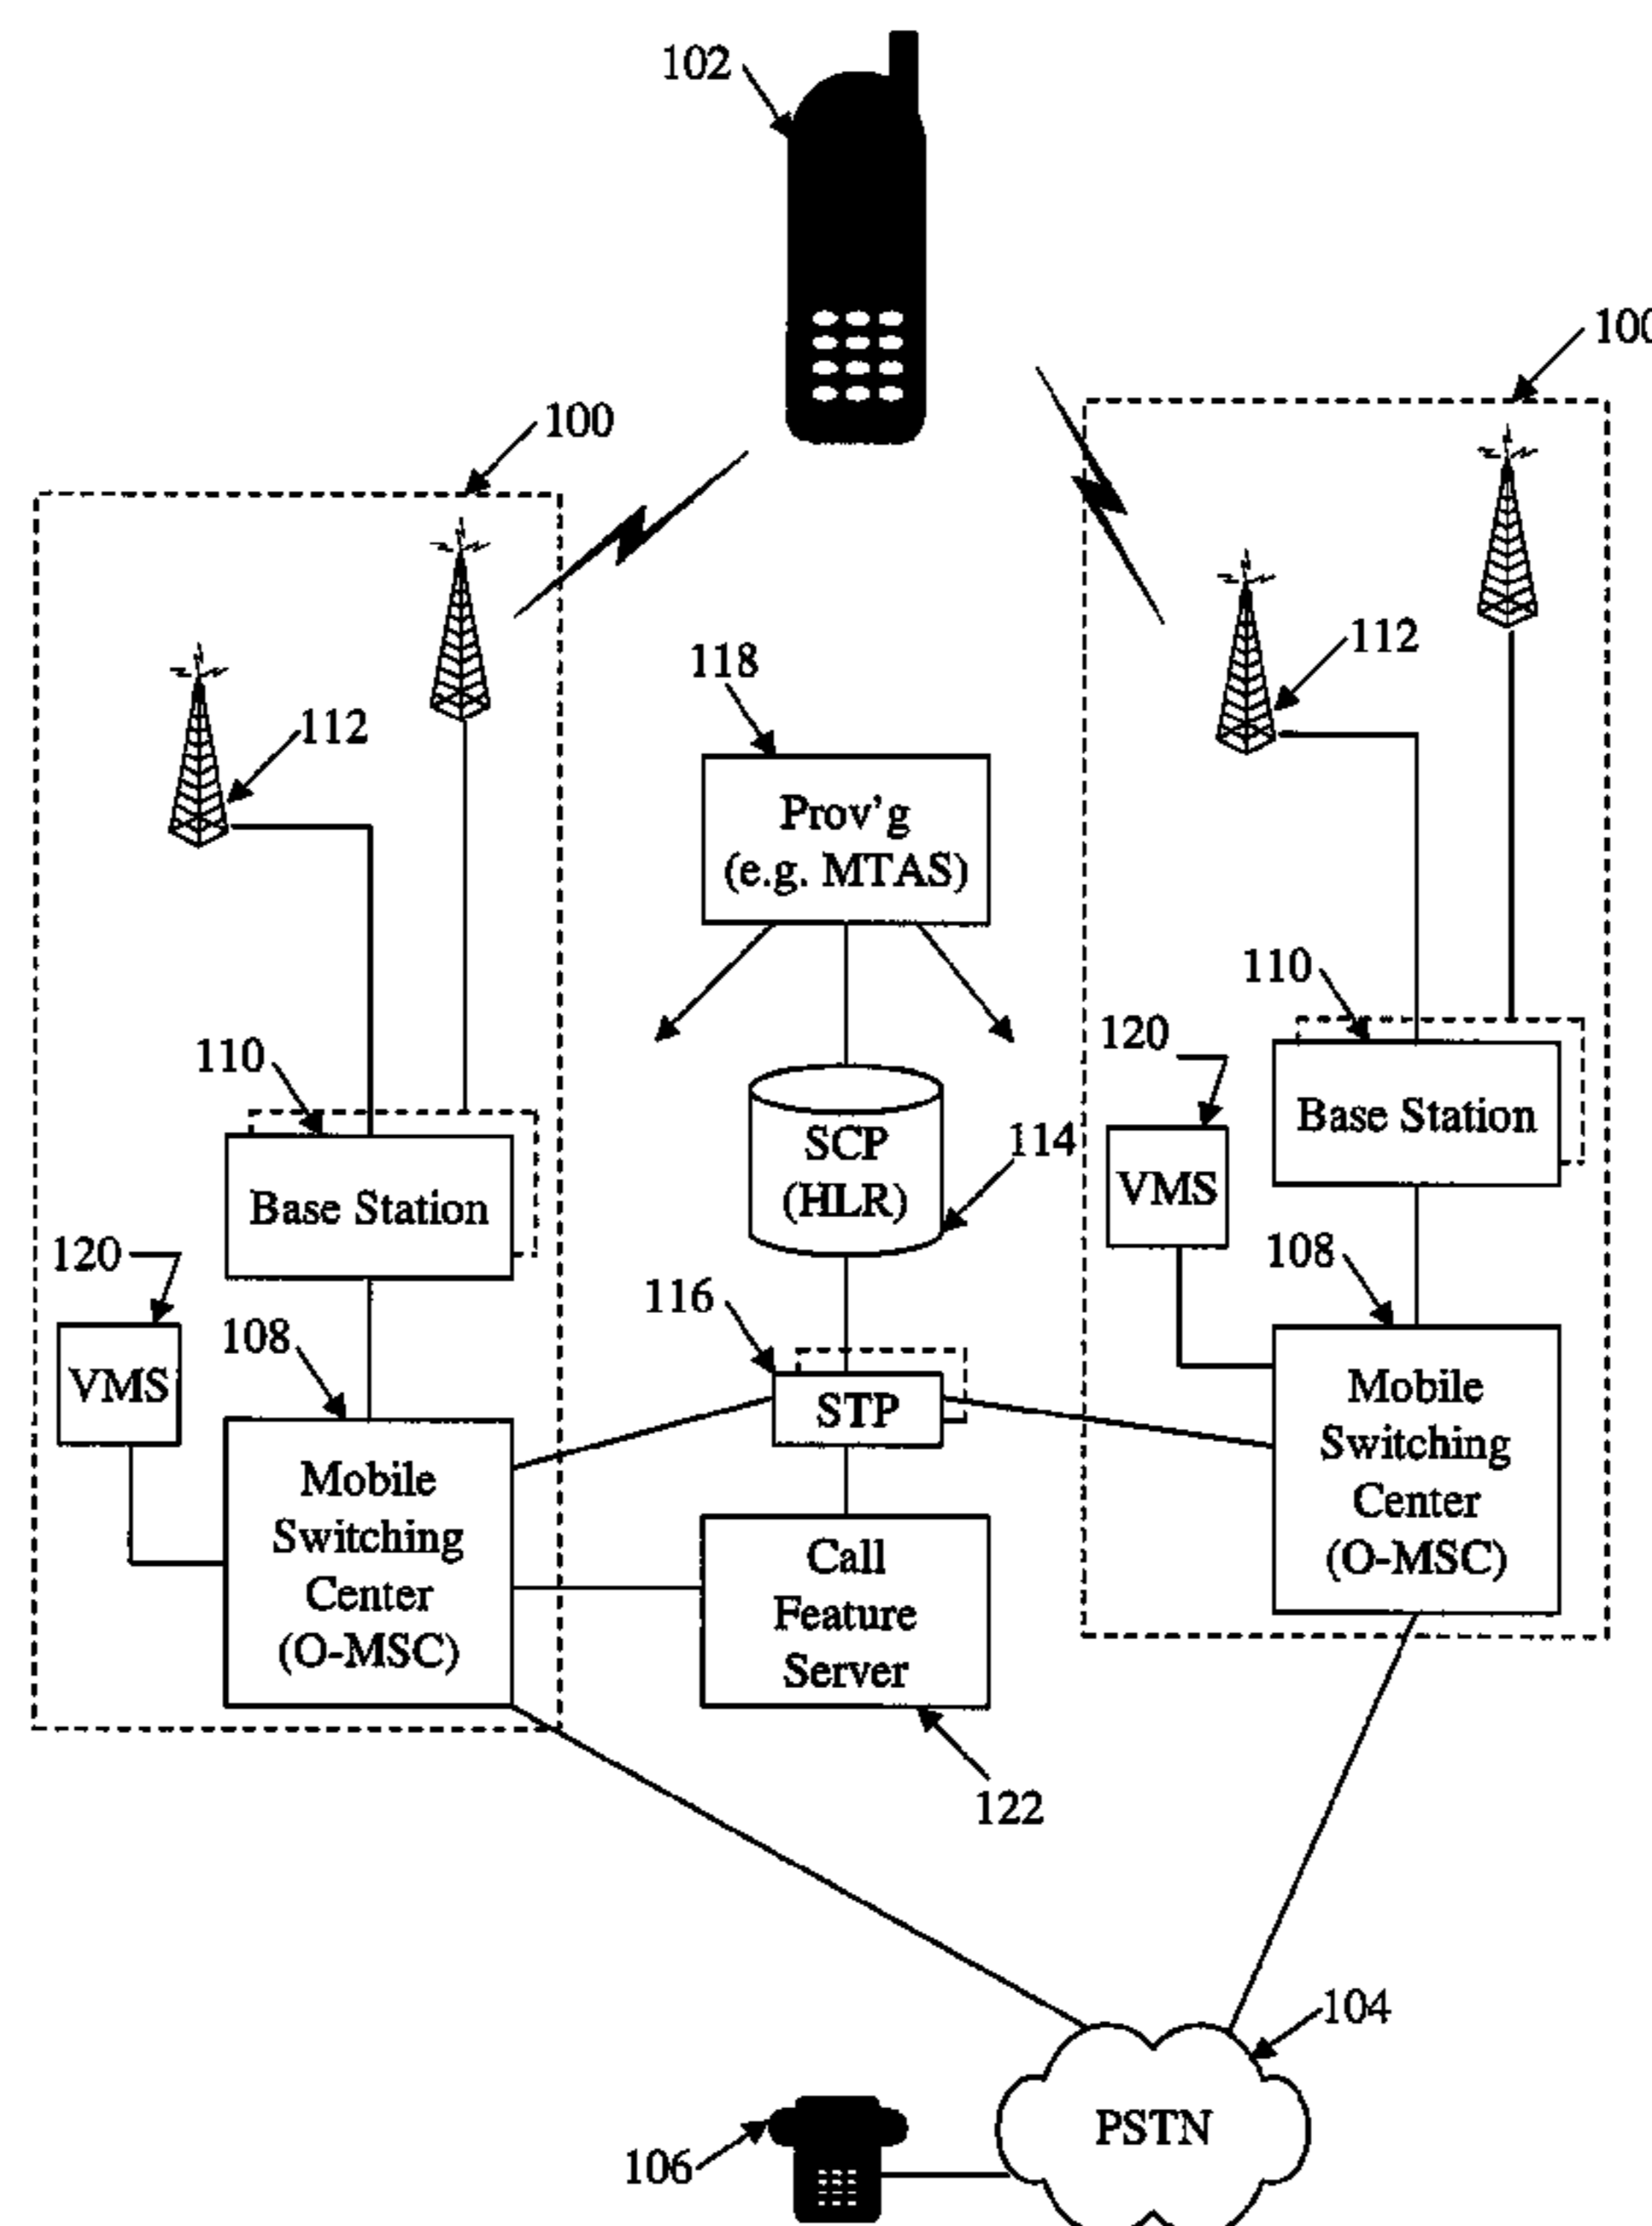 102
100
100
112
118
112
Prov'g
(e.g. MTAS)
110
120
110
Base Station
SCP
(HLR)
114
VMS
Base Station
120
108
116
108
VMS
STP
Mobile
Switching
Center
(O-MSC)
Mobile
Switching
Center
(O-MSC)
Call
Feature
Server
122
104
PSTN
106